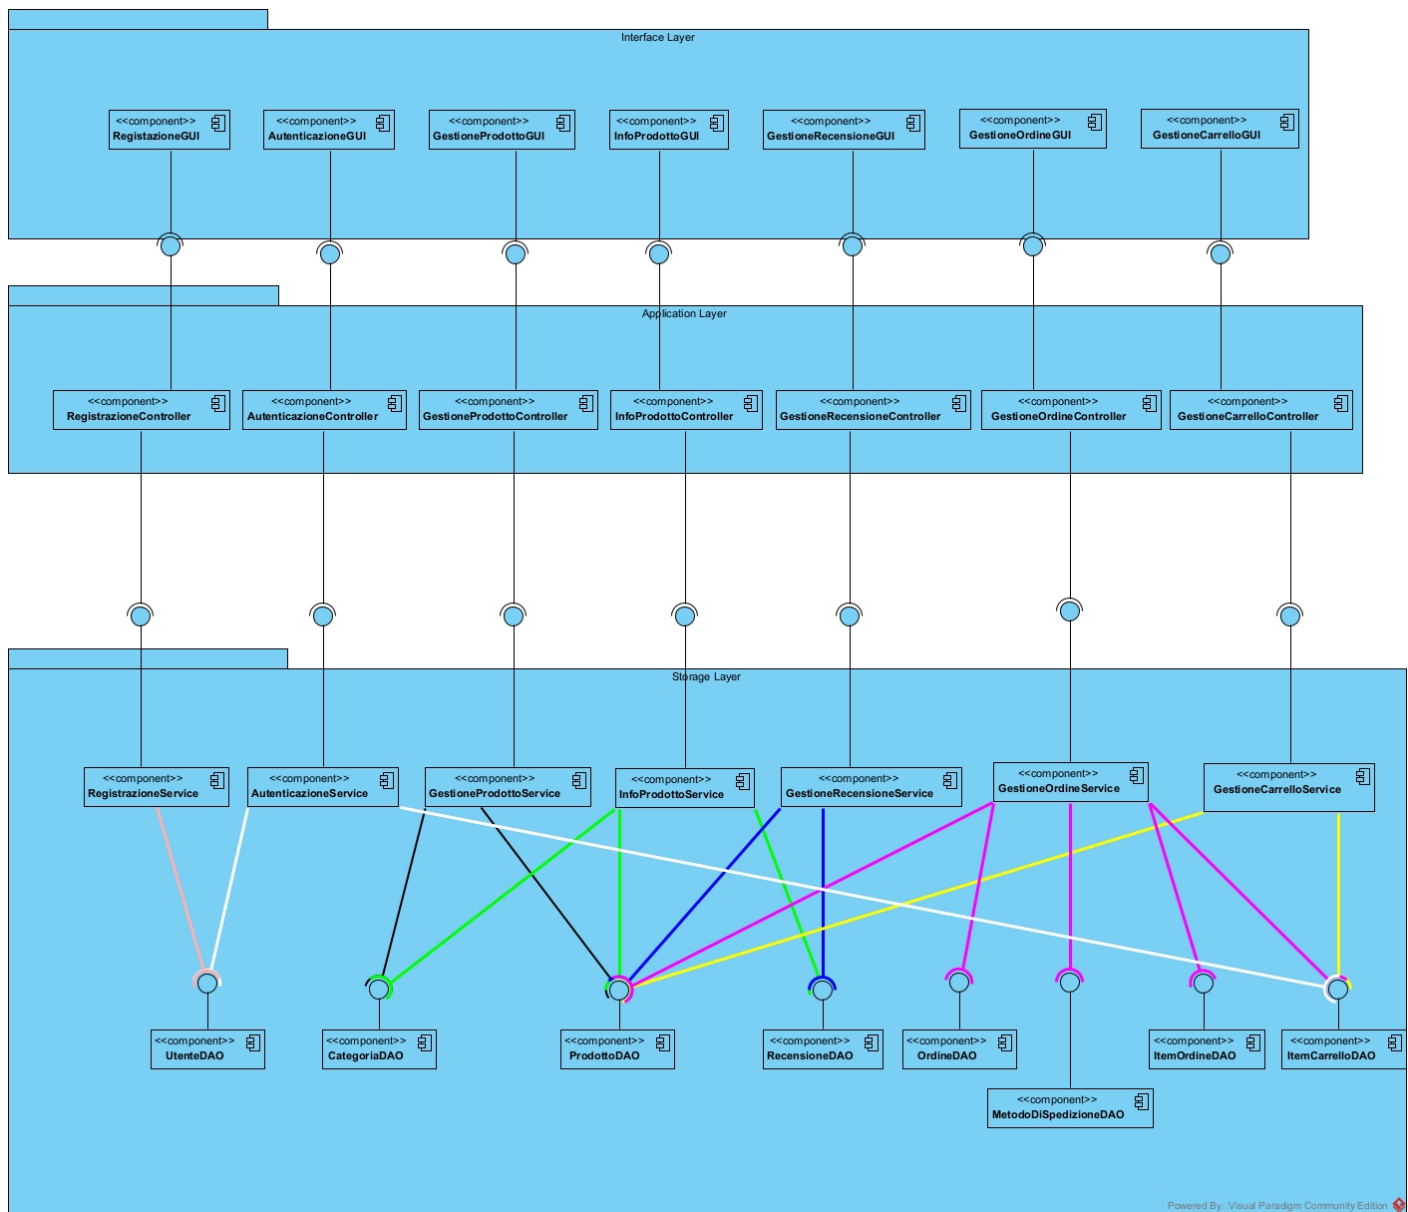 Interface Layer
<<component>>
RegistazioneGUI
<<component>>
AutenticazioneGUI
<<component>>
GestioneProdottoGUI
<<component>>
InfoProdottoGUI
<<component>>
GestioneRecensioneGUI
<<component>>
GestioneOrdineGUI
<<component>>
GestioneCarrelloGUI
Application Layer
<<component>>
RegistrazioneController
<<component>>
AutenticazioneController
<<component>>
GestioneProdottoController
<<component>>
InfoProdottoController
<<component>>
GestioneRecensioneController
<<component>>
GestioneOrdineController
<<component>>
GestioneCarrelloController
Storage Layer
<<component>>
RegistrazioneService
<<component>>
AutenticazioneService
<<component>>
GestioneProdottoService
<<component>>
InfoProdottoService
<<component>>
GestioneRecensioneService
<<component>>
GestioneOrdineService
<<component>>
GestioneCarrelloService
<<component>>
UtenteDAO
<<component>>
CategoriaDAO
<<component>>
ProdottoDAO
<<component>>
RecensioneDAO
<<component>>
OrdineDAO
<<component>>
ItemOrdineDAO
<<component>>
ItemCarrelloDAO
<<component>>
MetodoDiSpedizioneDAO
Powered By Visual Paradigm Community Edition